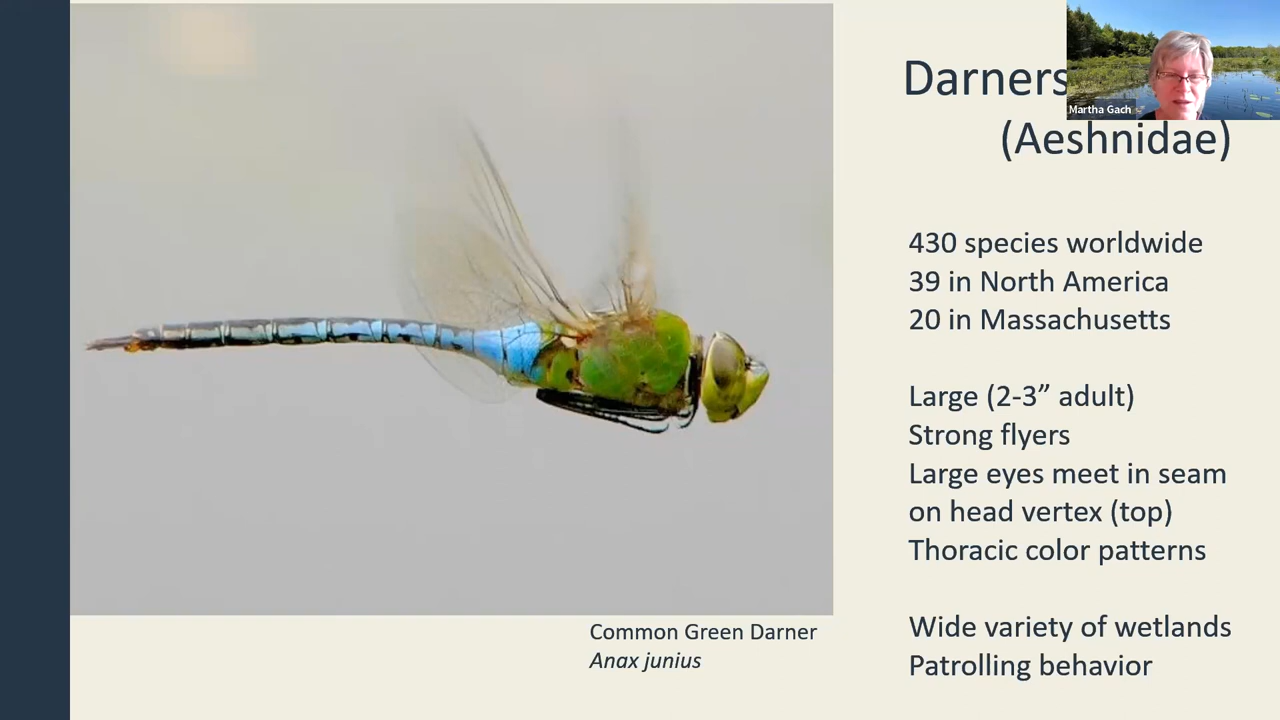 Darners
(Aeshnidae)
Martha Gach
430 species worldwide
39 in North America
20 in Massachusetts
Large (2-3” adult)
Strong flyers
Large eyes meet in seam
on head vertex (top)
Thoracic color patterns
Wide variety of wetlands
Patrolling behavior
Common Green Darner
Anax junius